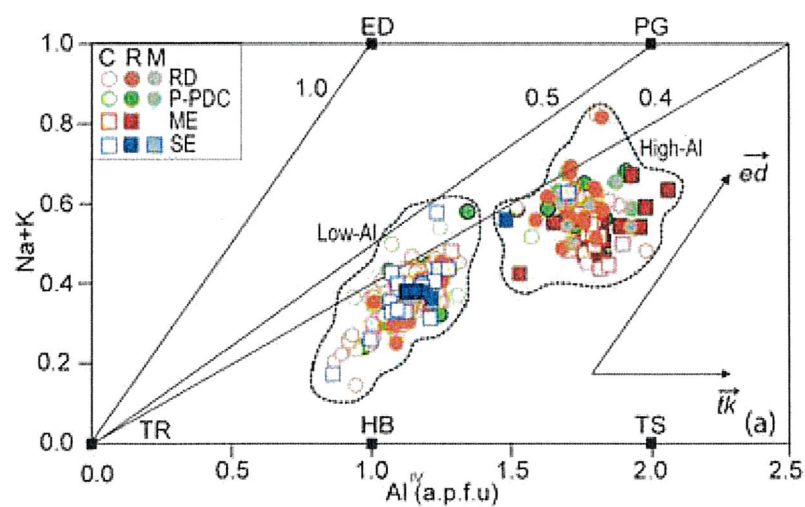 ED
PG
C R M
RD
P-PDC
ME
SE
1.0
0.5
0.4
High-Al
Low-Al
ed
tk
TR
HB
TS
(a)
Na+K
1.0
0.8
0.6
0.4
0.2
0.0
0.0
0.5
1.0
1.5
2.0
2.5
Al IV (a.p.f.u)